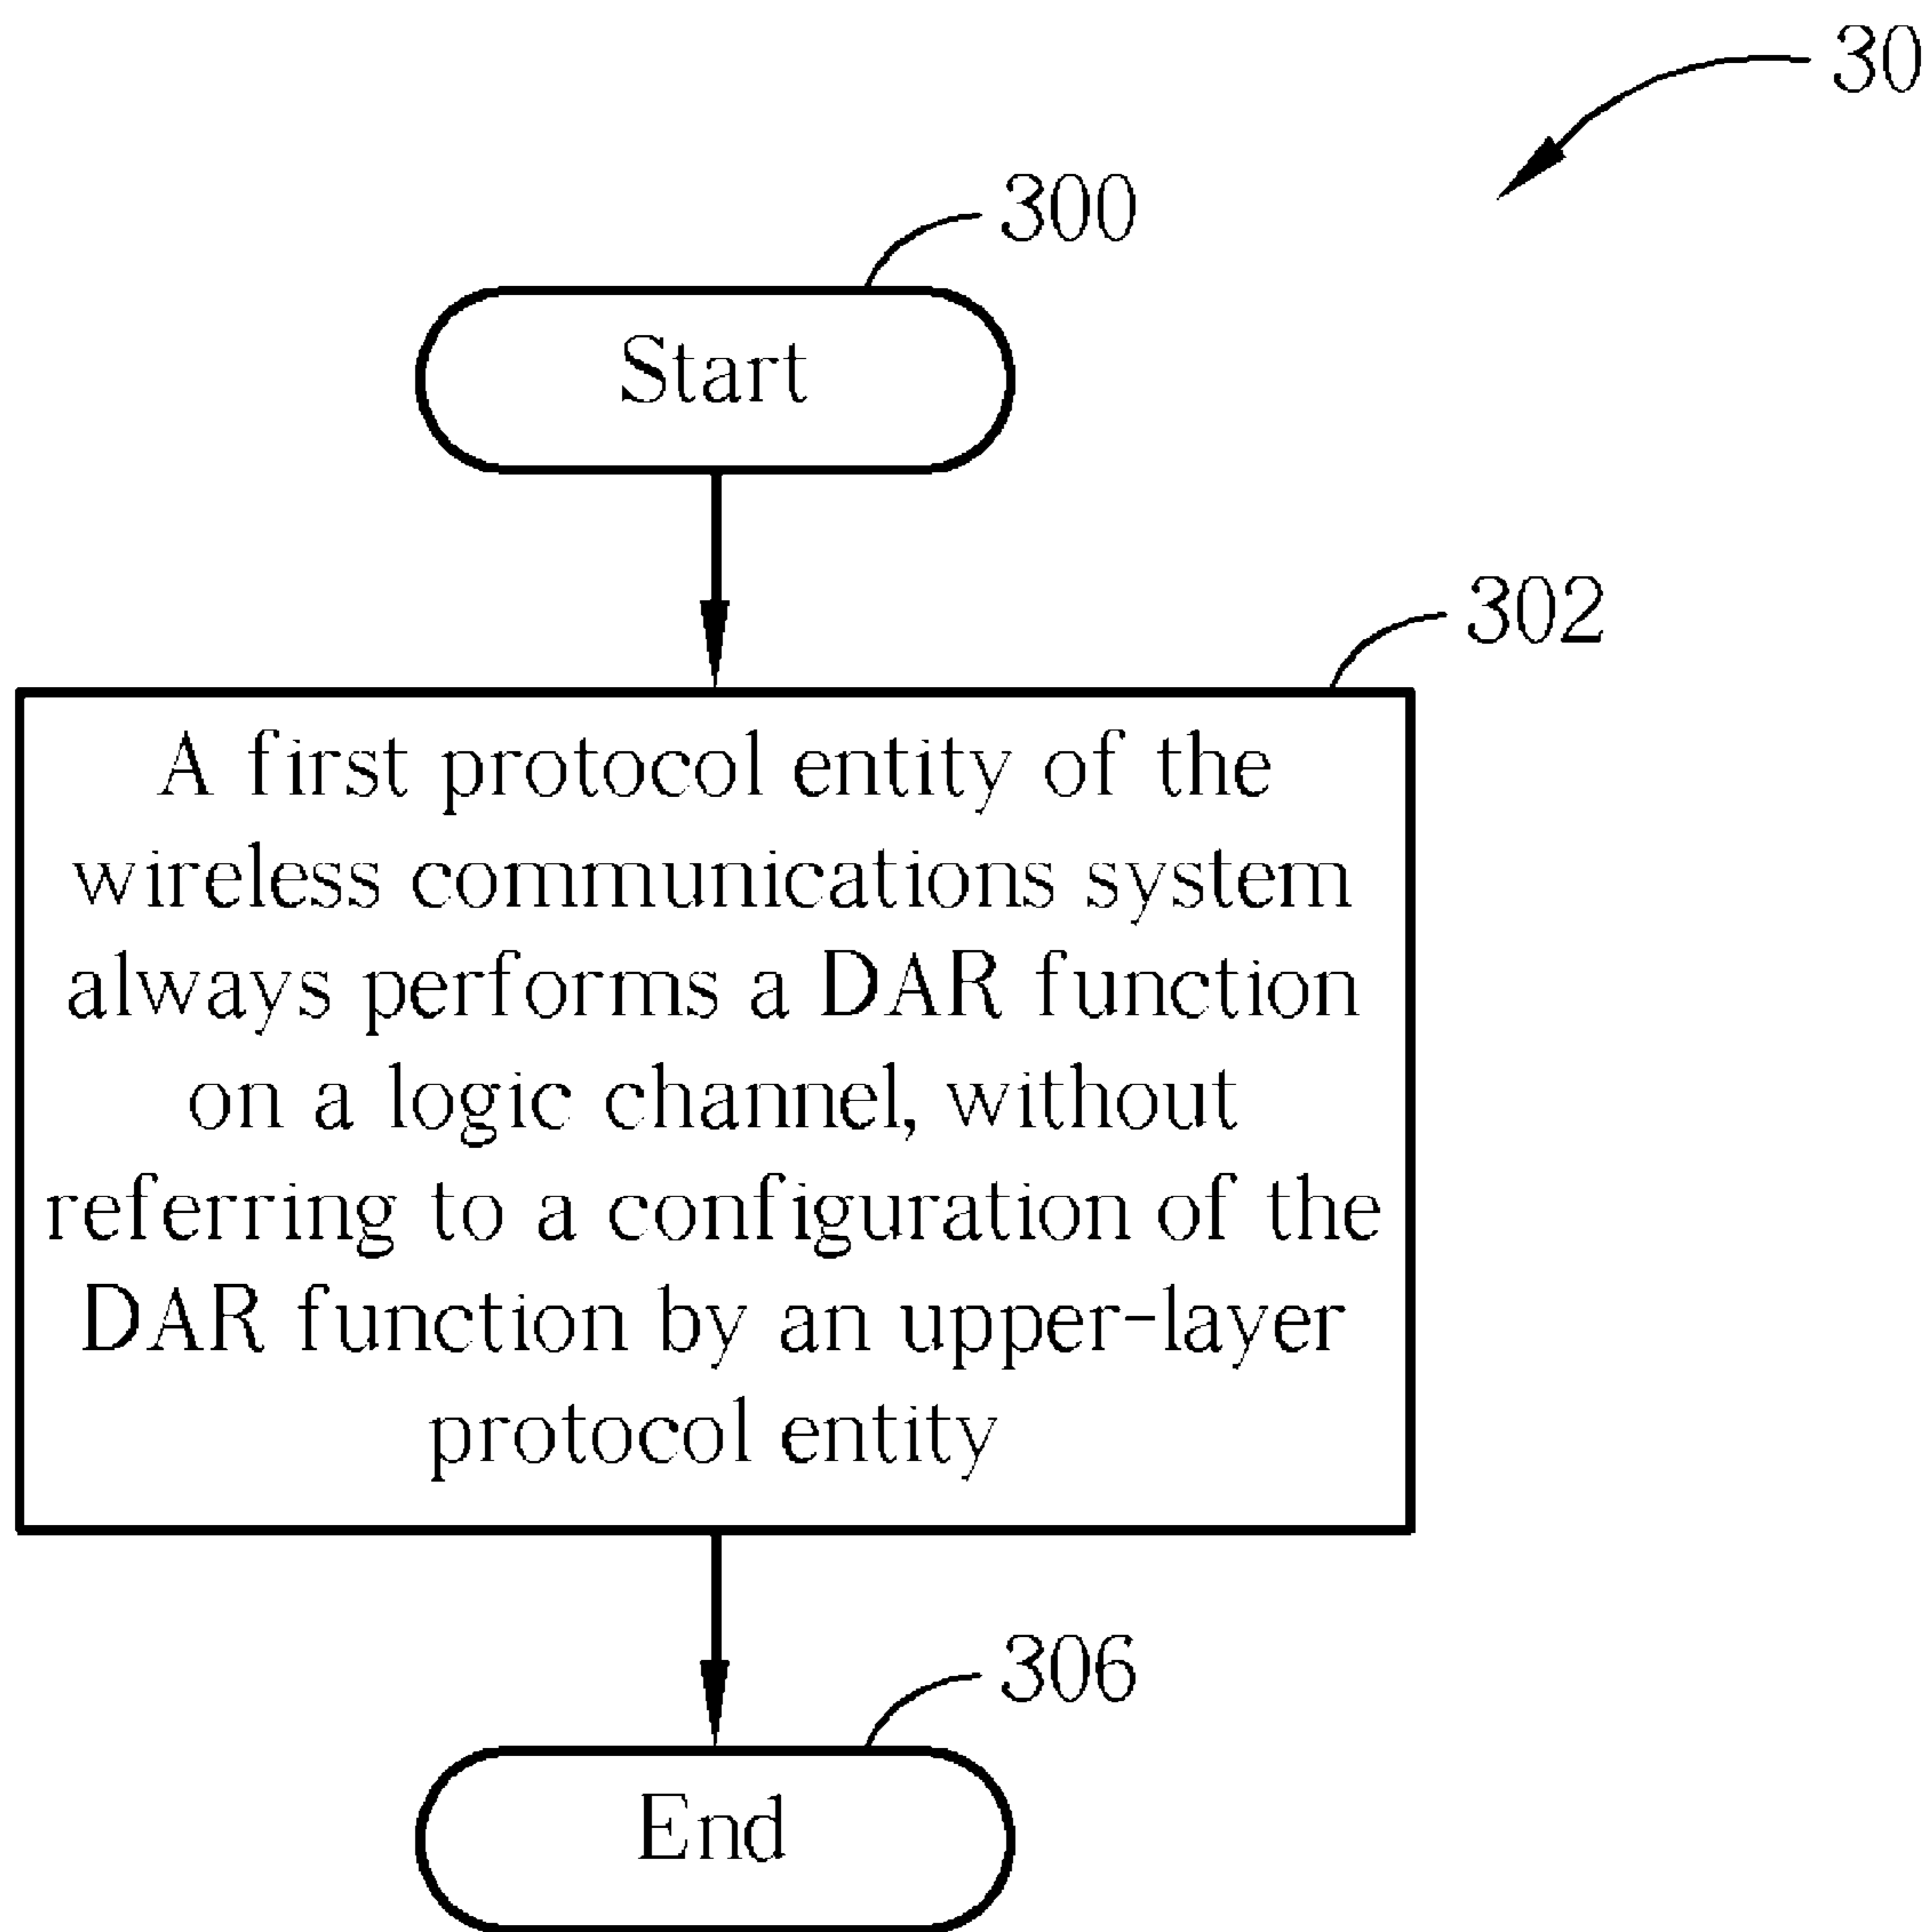 30
300
Start
302
A first protocol entity of the
wireless communications system
always performs a DAR function
on a logic channel, without
referring to a configuration of the
DAR function by an upper-layer
protocol entity
306
End